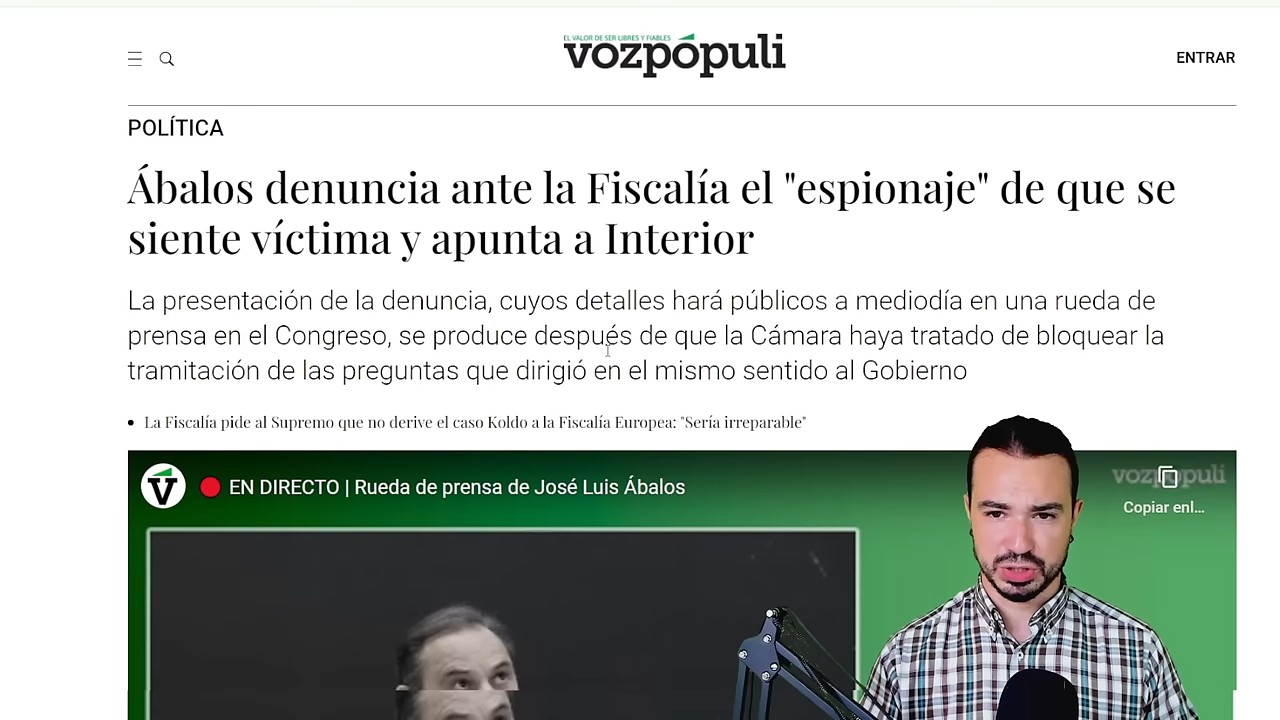 EL VALOR DE SER LIBRES Y FIABLES
vozpópuli
ENTRAR
POLÍTICA
Ábalos denuncia ante la Fiscalía el "espionaje" de que se
siente víctima y apunta a Interior
La presentación de la denuncia, cuyos detalles hará públicos a mediodía en una rueda de
prensa en el Congreso, se produce después de que la Cámara haya tratado de bloquear la
tramitación de las preguntas que dirigió en el mismo sentido al Gobierno
• La Fiscalía pide al Supremo que no derive el caso Koldo a la Fiscalía Europea: "Sería irreparable"
V EN DIRECTO | Rueda de prensa de José Luis Ábalos
vozpópuli
Copiar enl...